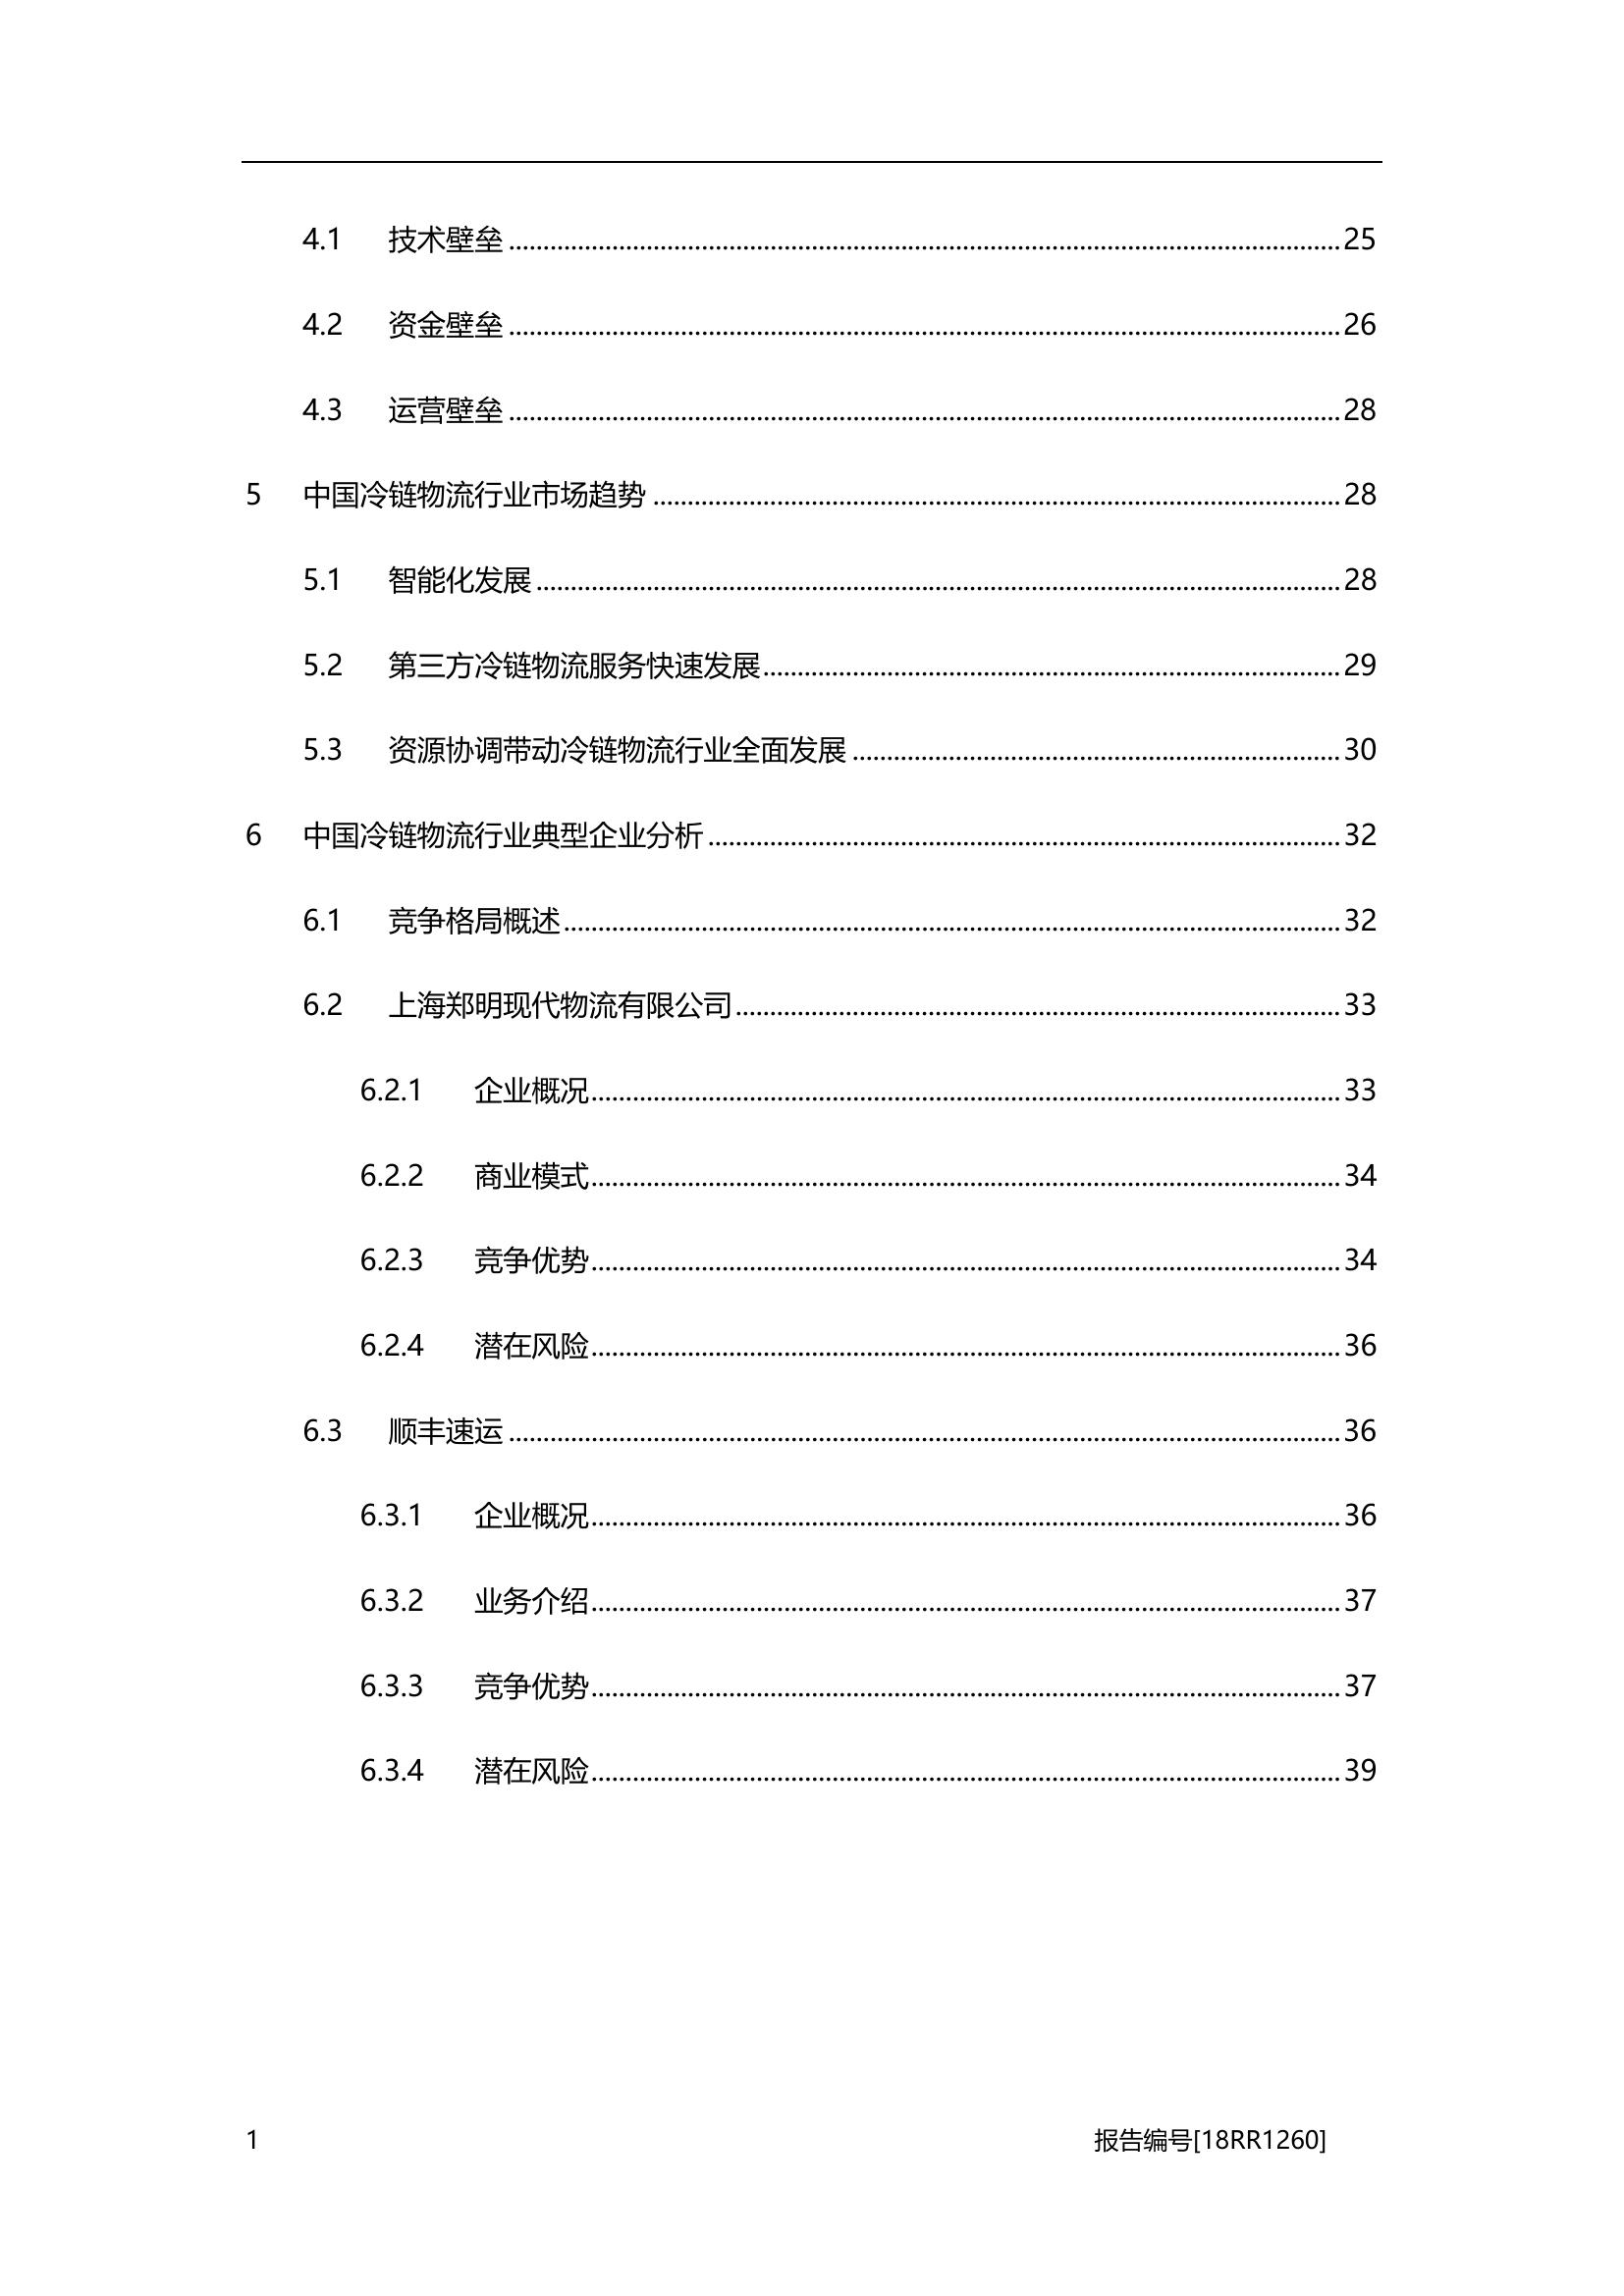 4.1 技术壁垒 ........................................ 25
4.2 资金壁垒 ........................................ 26
4.3 运营壁垒 ........................................ 28
5 中国冷链物流行业市场趋势 ........................................ 28
5.1 智能化发展 ........................................ 28
5.2 第三方冷链物流服务快速发展 ........................................ 29
5.3 资源协调带动冷链物流行业全面发展 ........................................ 30
6 中国冷链物流行业典型企业分析 ........................................ 32
6.1 竞争格局概述 ........................................ 32
6.2 上海郑明现代物流有限公司 ........................................ 33
6.2.1 企业概况 ........................................ 33
6.2.2 商业模式 ........................................ 34
6.2.3 竞争优势 ........................................ 34
6.2.4 潜在风险 ........................................ 36
6.3 顺丰速运 ........................................ 36
6.3.1 企业概况 ........................................ 36
6.3.2 业务介绍 ........................................ 37
6.3.3 竞争优势 ........................................ 37
6.3.4 潜在风险 ........................................ 39
1 报告编号[18RR1260]